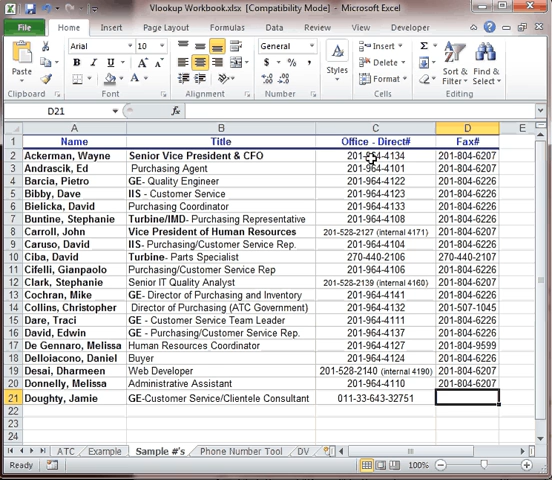 Vlookup Workbook.xlsx [Compatibility Mode] - Microsoft Excel
File Home Insert Page Layout Formulas Data Review View
Paste Arial 10 General Styles Insert Delete Format Sort & Filter Find & Select
Clipboard Font Alignment Number Cells Editing
D21 fx
A B C D E
1 Name Title Office - Direct# Fax#
2 Ackerman, Wayne Senior Vice President & CFO 4134 201-804-6207
3 Andrascik, Ed Purchasing Agent 201-964-4101 201-804-6207
4 Barcia, Pietro GE- Quality Engineer 201-964-4122 201-804-6226
5 Bibby, Dave IIS - Customer Service 201-964-4123 201-804-6226
6 Bielicka, David Purchasing Coordinator 201-964-4133 201-804-6207
7 Buntine, Stephanie Turbine/IMD- Purchasing Representative 201-964-4108 201-804-6207
8 Carroll, John Vice President of Human Resources 201-528-2127 (internal 4171) 201-804-6207
9 Caruso, David IIS- Purchasing/Customer Service Rep. 201-964-4104 201-804-6226
10 Ciba, David Turbine- Parts Specialist 270-440-2106 270-440-2107
11 Cifelli, Gianpaolo Purchasing/Customer Service Rep 201-964-4106 201-804-6226
12 Clark, Stephanie Senior IT Quality Analyst 201-528-2139 (internal 4160) 201-804-6207
13 Cochran, Mike GE- Director of Purchasing and Inventory 201-964-4141 201-804-6207
14 Collins, Christopher Director of Purchasing (ATC Government) 201-964-4132 201-507-1045
15 Dare, Traci GE - Customer Service Team Leader 201-964-4111 201-804-6226
16 David, Edwin GE - Purchasing/Customer Service Rep. 201-964-4137 201-804-6226
17 De Gennaro, Melissa Human Resources Coordinator 201-964-4127 201-804-9599
18 Delloiacono, Daniel Buyer 201-964-4124 201-804-6226
19 Desai, Dharmeen Web Developer 201-528-2140 (internal 4190) 201-804-6207
20 Donnelly, Melissa Administrative Assistant 201-964-4110 201-804-6207
21 Doughty, Jamie GE-Customer Service/Clientele Consultant 011-33-643-32751
22
23
24
ATC Example Sample #'s Phone Number Tool DV
Ready 100%